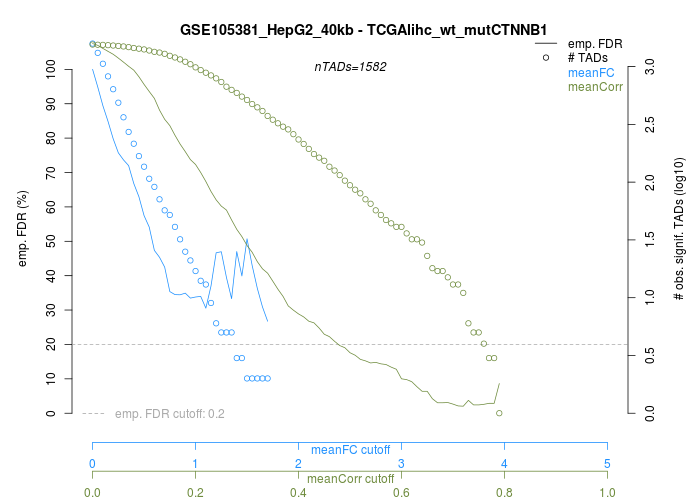 GSE105381_HepG2_40kb - TCGAlihc_wt_mutCTNNB1
emp. FDR
# TADs
meanFC
meanCorr
nTADs=1582
emp. FDR (%)
0 10 20 30 40 50 60 70 80 90 100
# obs. signif. TADs (log10)
0.0 0.5 1.0 1.5 2.0 2.5 3.0
emp. FDR cutoff: 0.2
meanFC cutoff
0 1 2 3 4 5
meanCorr cutoff
0.0 0.2 0.4 0.6 0.8 1.0